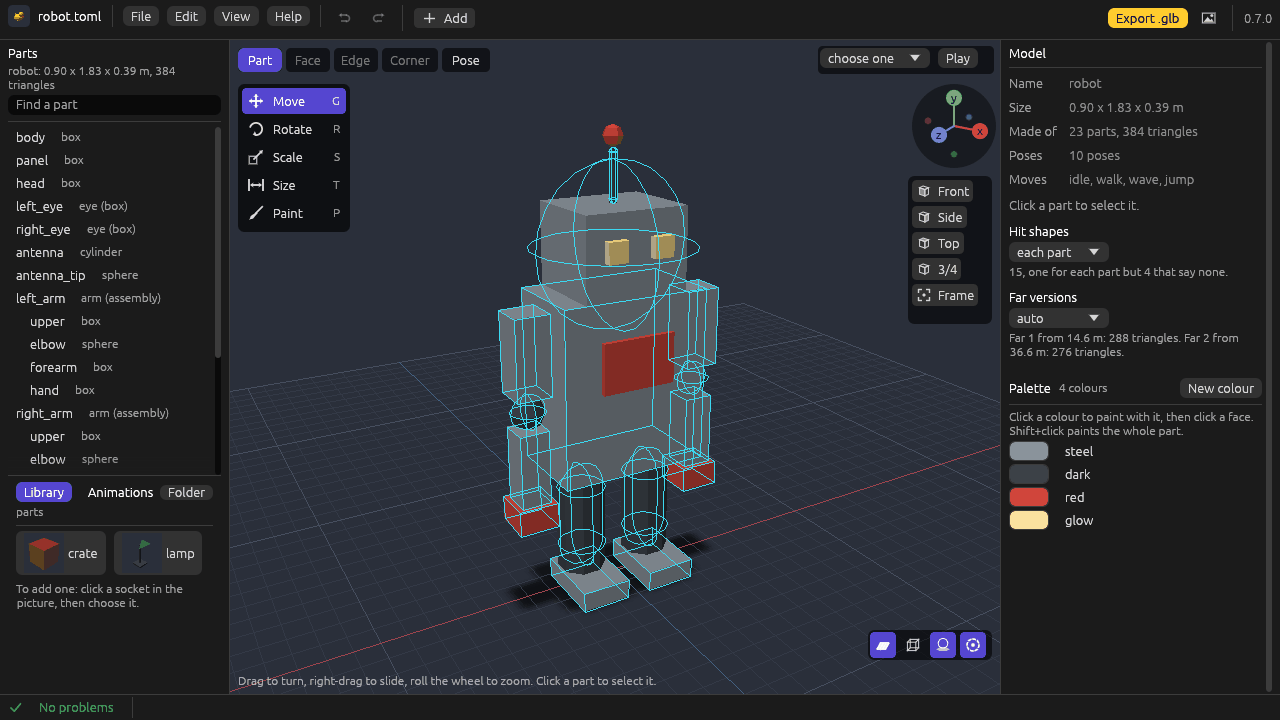 robot.toml
File
Edit
View
Help
Add
Export .glb
0.7.0
Parts
robot: 0.90 x 1.83 x 0.39 m, 384
triangles
Find a part
body box
panel box
head box
left_eye eye (box)
right_eye eye (box)
antenna cylinder
antenna_tip sphere
left_arm arm (assembly)
upper box
elbow sphere
forearm box
hand box
right_arm arm (assembly)
upper box
elbow sphere
Library
Animations
Folder
parts
crate
lamp
To add one: click a socket in the
picture, then choose it.
Part
Face
Edge
Corner
Pose
Move G
Rotate R
Scale S
Size T
Paint P
choose one
Play
y
x
z
Front
Side
Top
3/4
Frame
Drag to turn, right-drag to slide, roll the wheel to zoom. Click a part to select it.
Model
Name robot
Size 0.90 x 1.83 x 0.39 m
Made of 23 parts, 384 triangles
Poses 10 poses
Moves idle, walk, wave, jump
Click a part to select it.
Hit shapes
each part
15, one for each part but 4 that say none.
Far versions
auto
Far 1 from 14.6 m: 288 triangles. Far 2 from
36.6 m: 276 triangles.
Palette 4 colours
New colour
Click a colour to paint with it, then click a face.
Shift+click paints the whole part.
steel
dark
red
glow
No problems